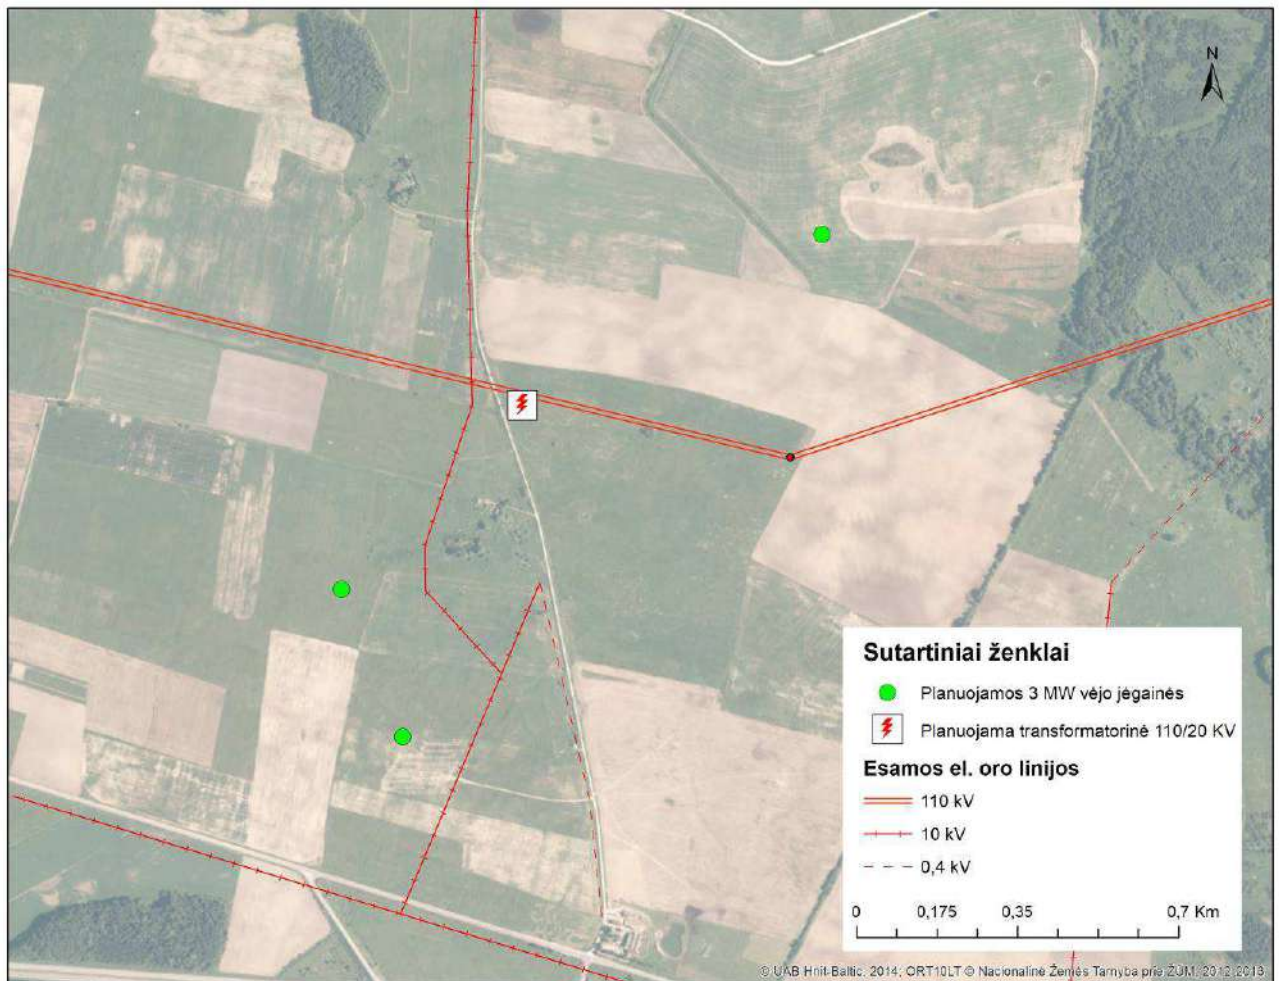 N
Sutartiniai ženklai
Planuojamos 3 MW vėjo jėgainės
Planuojama transformatorinė 110/20 KV
Esamos el. oro linijos
110 kV
10 kV
0,4 kV
0 0,175 0,35 0,7 Km
© UAB Hnit-Baltic, 2014; ORT10LT © Nacionalinė Žemės Tarnyba prie ŽŪM, 2012-2013